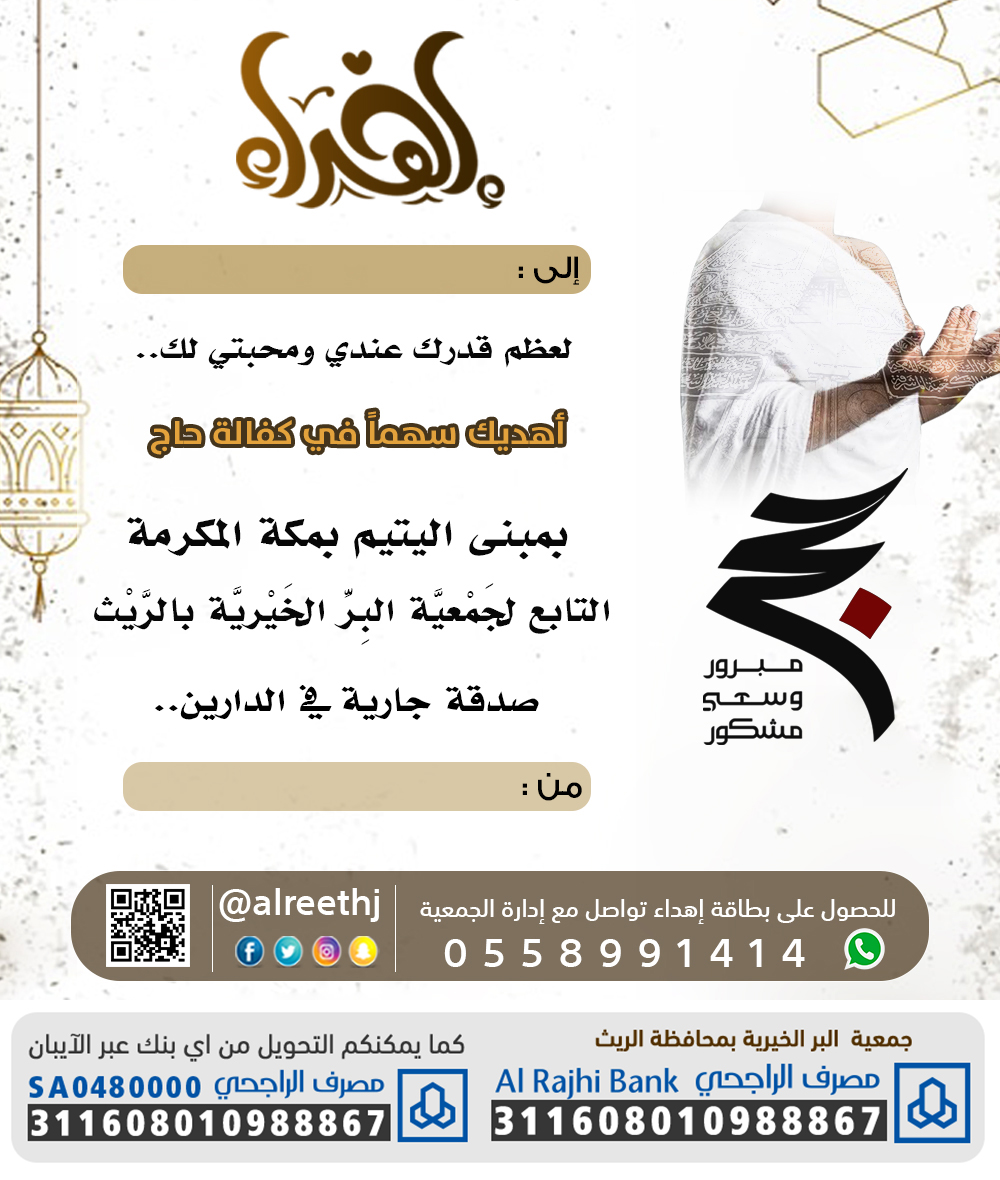 إهداء
إلى :
لعظم قدرك عندي ومحبتي لك..
أهديك سهماً في كفالة حاج
بمبنى اليتيم بمكة المكرمة
التابع لجَمْعيَّة البِرِّ الخَيْريَّة بالرَّيْث
صدقة جارية في الدارين..
من :
حج
مبرور
وسعي
مشكور
للحصول على بطاقة إهداء تواصل مع إدارة الجمعية
0558991414
@alreethj
جمعية البر الخيرية بمحافظة الريث
مصرف الراجحي Al Rajhi Bank
311608010988867
كما يمكنكم التحويل من اي بنك عبر الآيبان
مصرف الراجحي SA0480000
311608010988867